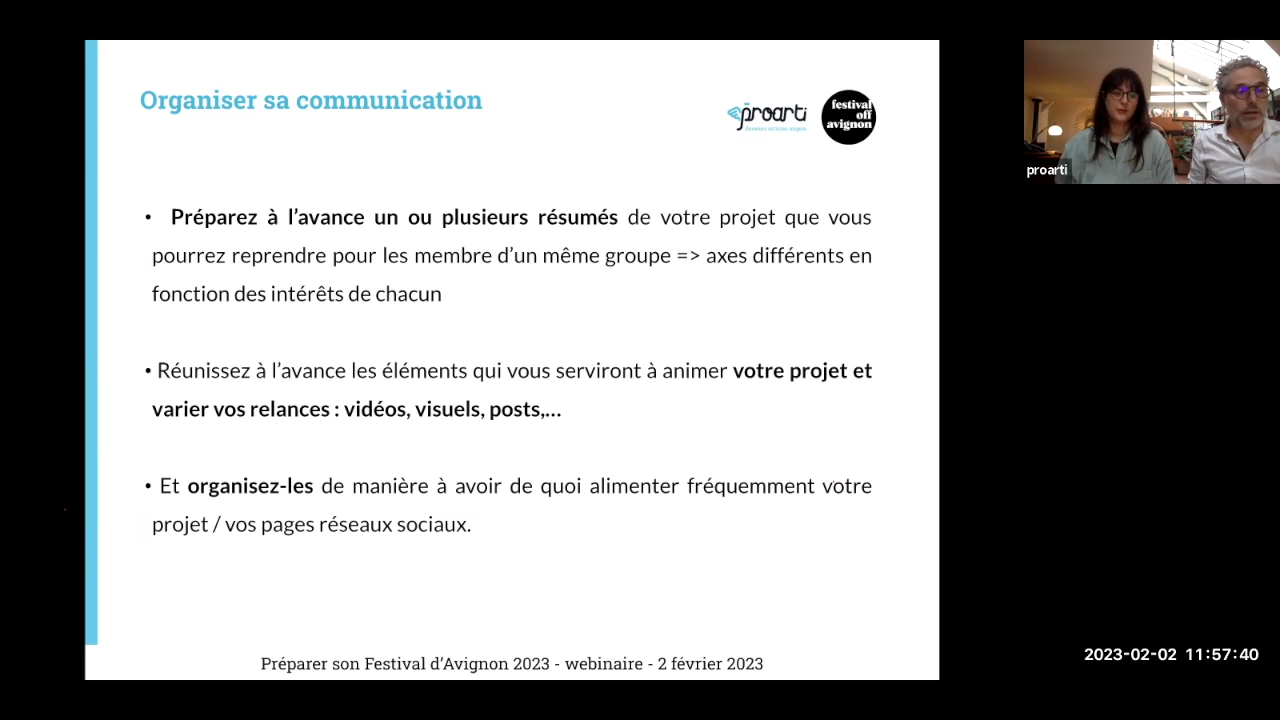 Organiser sa communication
proarti
festival
off
avignon
proarti
• Préparez à l’avance un ou plusieurs résumés de votre projet que vous
pourrez reprendre pour les membre d’un même groupe => axes différents en
fonction des intérêts de chacun
• Réunissez à l’avance les éléments qui vous serviront à animer votre projet et
varier vos relances : vidéos, visuels, posts,...
• Et organisez-les de manière à avoir de quoi alimenter fréquemment votre
projet / vos pages réseaux sociaux.
Préparer son Festival d’Avignon 2023 - webinaire - 2 février 2023
2023-02-02 11:57:40